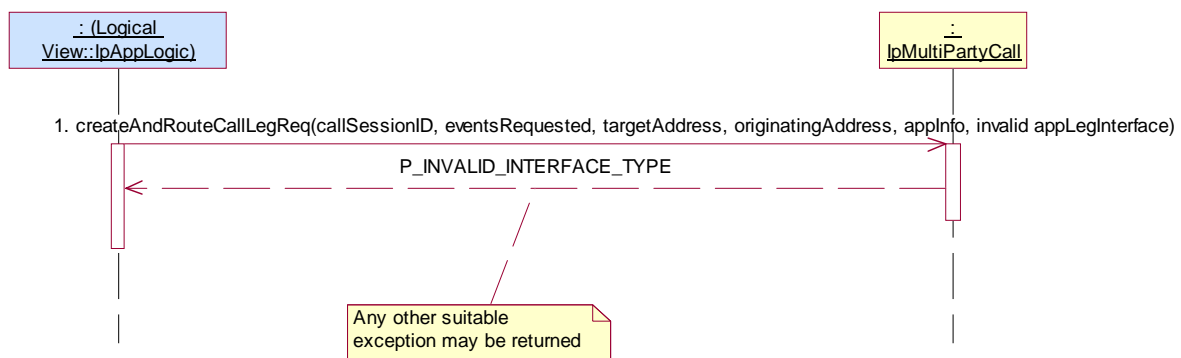 : (Logical
View::IpAppLogic)
:
IpMultiPartyCall
1. createAndRouteCallLegReq(callSessionID, eventsRequested, targetAddress, originatingAddress, appInfo, invalid appLegInterface)
P_INVALID_INTERFACE_TYPE
Any other suitable
exception may be returned